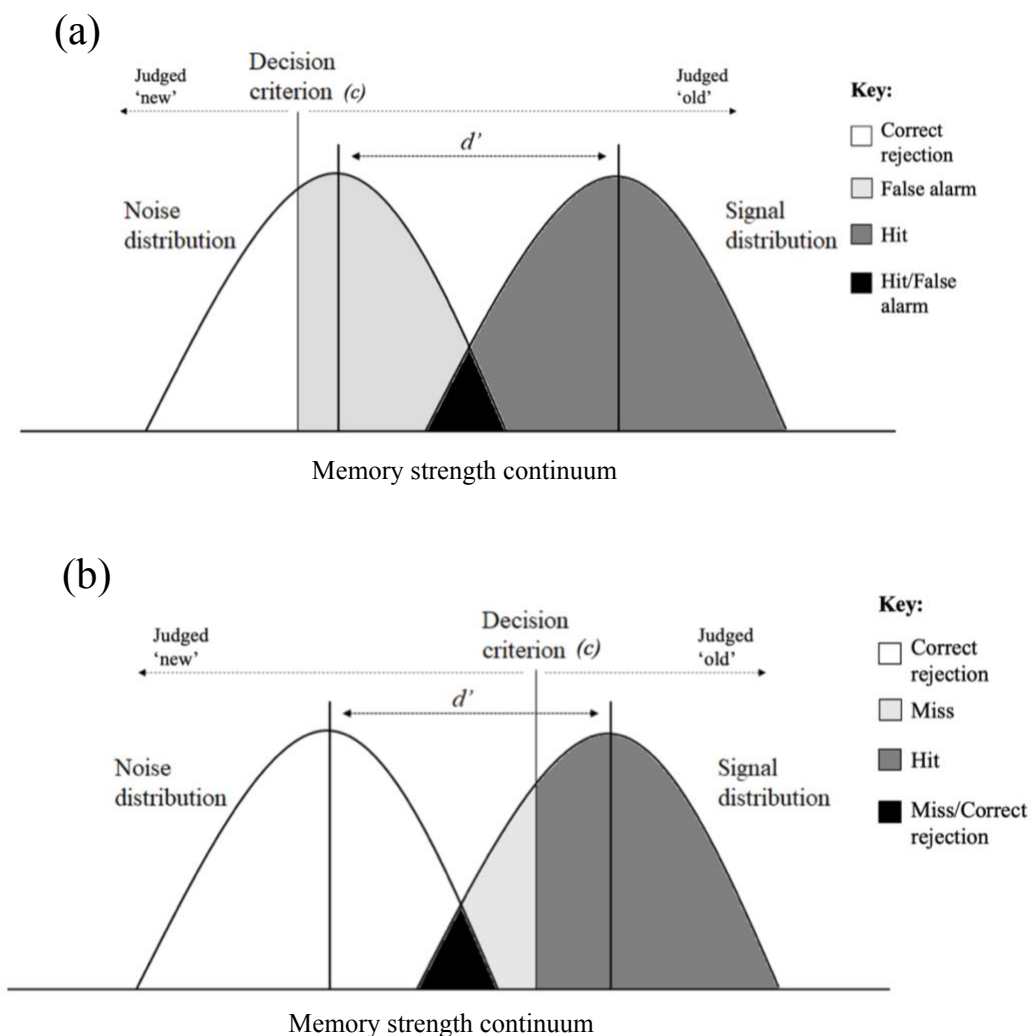 (a)
Decision
criterion (c)
Judged
‘new’
Judged
‘old’
Key:
d’
Correct
rejection
False alarm
Hit
Hit/False
alarm
Noise
distribution
Signal
distribution
Memory strength continuum
(b)
Decision
criterion (c)
Judged
‘new’
Judged
‘old’
Key:
d’
Correct
rejection
Miss
Hit
Miss/Correct
rejection
Noise
distribution
Signal
distribution
Memory strength continuum